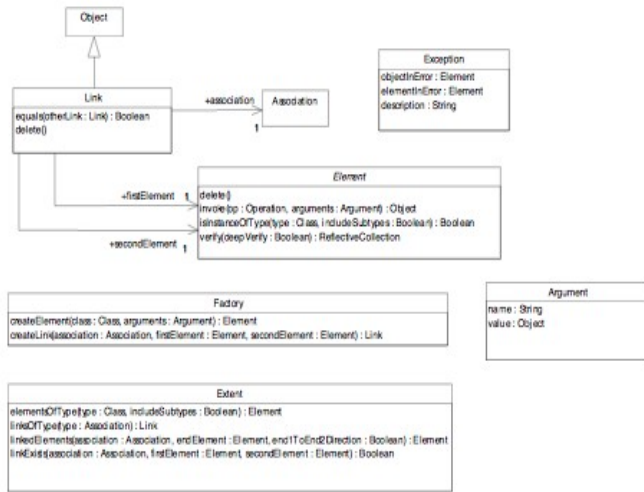 Object
Exception
objectInError : Element
elementInError : Element
description : String
Link
equals(otherLink : Link) : Boolean
delete()
+association
1
Association
Element
delete()
invoke(op : Operation, arguments : Argument) : Object
isInstanceOfType(type : Class, includeSubtypes : Boolean) : Boolean
verify(deepVerify : Boolean) : ReflectiveCollection
+firstElement
1
+secondElement
1
Factory
createElement(class : Class, arguments : Argument) : Element
createLink(association : Association, firstElement : Element, secondElement : Element) : Link
Argument
name : String
value : Object
Extent
elementsOfType(type : Class, includeSubtypes : Boolean) : Element
linksOfType(type : Association) : Link
linkedElements(association : Association, endElement : Element, end1ToEnd2Direction : Boolean) : Element
linkExists(association : Association, firstElement : Element, secondElement : Element) : Boolean